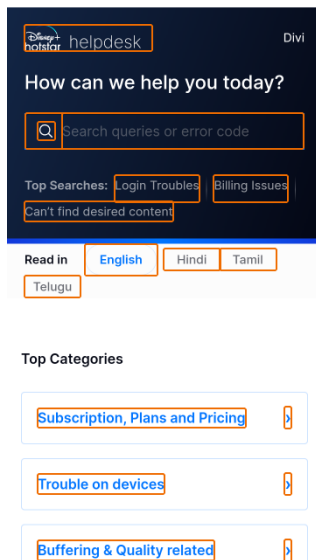 Disney+ hotstar helpdesk
Divi
How can we help you today?
Search queries or error code
Top Searches: Login Troubles Billing Issues
Can't find desired content
Read in English Hindi Tamil
Telugu
Top Categories
Subscription, Plans and Pricing ›
Trouble on devices ›
Buffering & Quality related ›